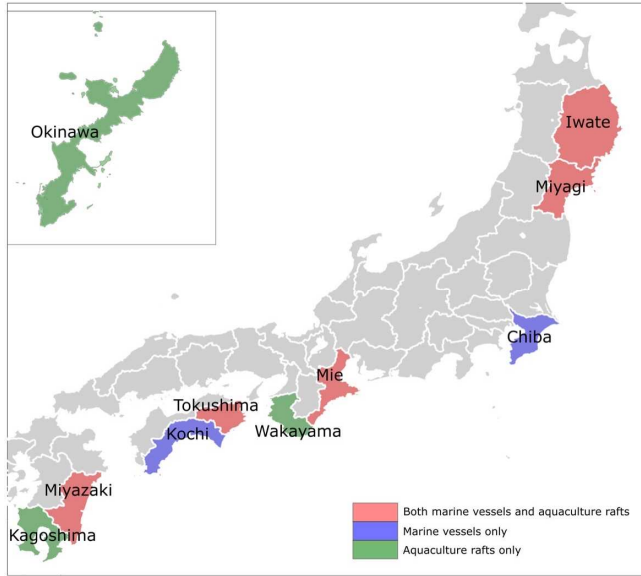 Okinawa
Iwate
Miyagi
Chiba
Mie
Tokushima
Kochi
Wakayama
Miyazaki
Kagoshima
Both marine vessels and aquaculture rafts
Marine vessels only
Aquaculture rafts only